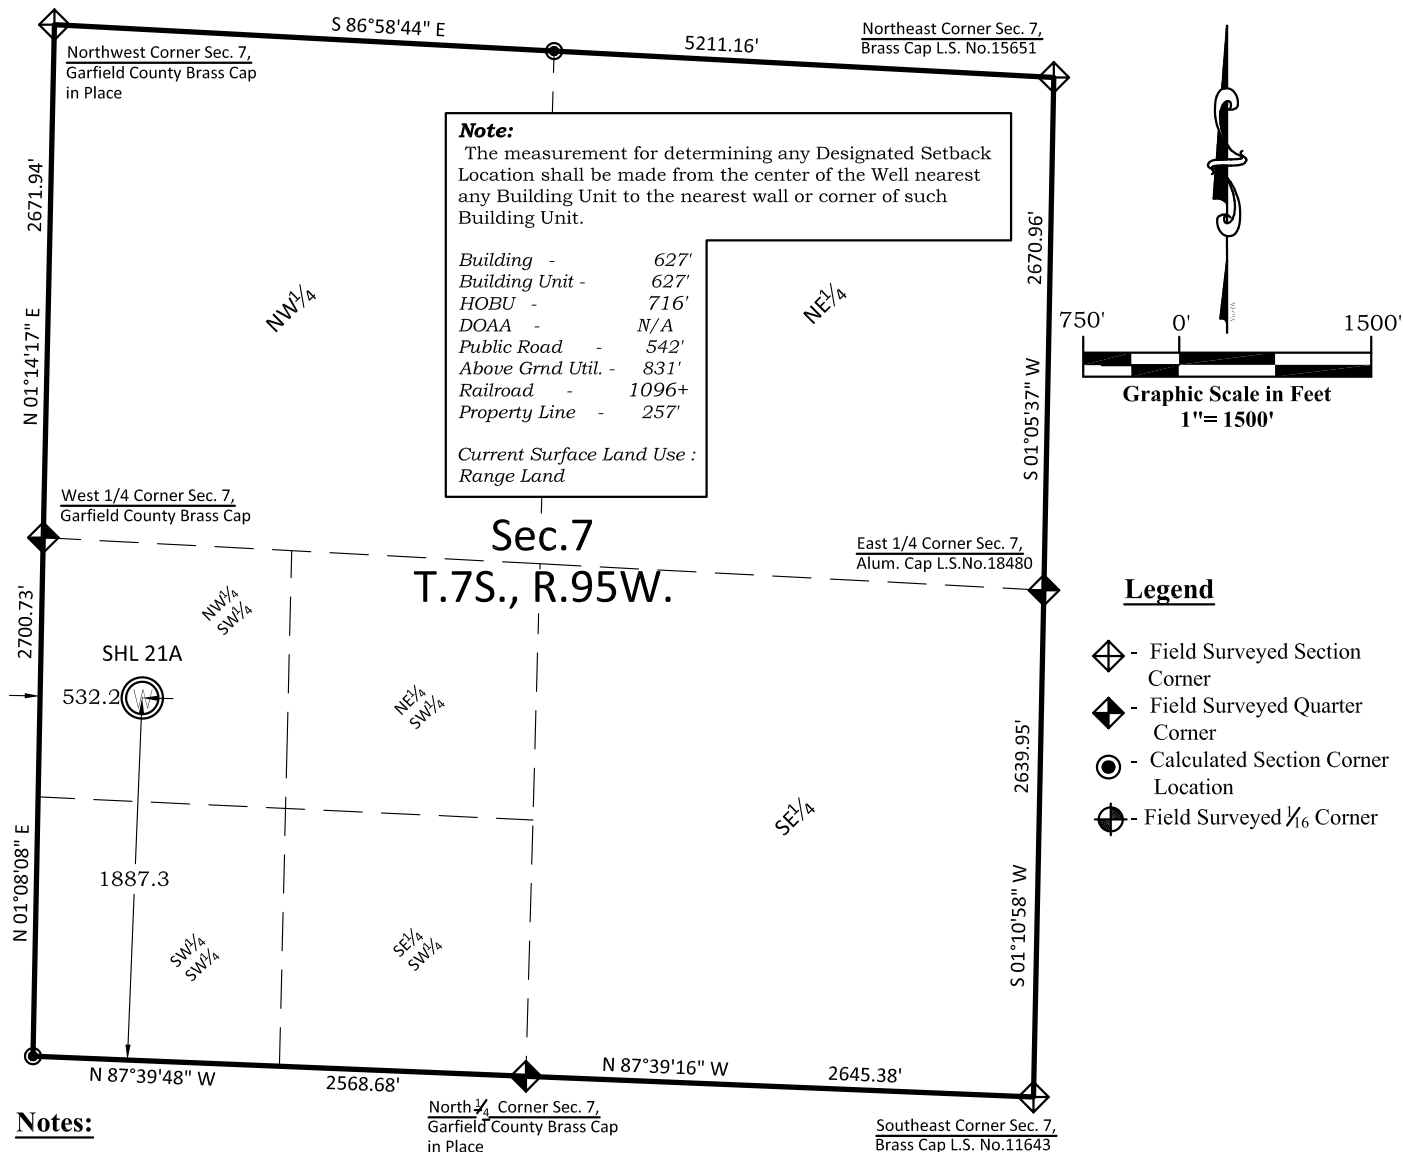 S 86°58'44" E
5211.16'
Northwest Corner Sec. 7,
Garfield County Brass Cap
in Place
Northeast Corner Sec. 7,
Brass Cap L.S. No.15651
2671.94'
N 01°14'17" E
Note:
The measurement for determining any Designated Setback
Location shall be made from the center of the Well nearest
any Building Unit to the nearest wall or corner of such
Building Unit.
Building - 627'
Building Unit - 627'
HOBU - 716'
DOAA - N/A
Public Road - 542'
Above Grnd Util. - 831'
Railroad - 1096+
Property Line - 257'
Current Surface Land Use :
Range Land
NW¼
NE¼
2670.96'
S 01°05'37" W
North
750' 0' 1500'
Graphic Scale in Feet
1"= 1500'
West 1/4 Corner Sec. 7,
Garfield County Brass Cap
Sec.7
T.7S., R.95W.
East 1/4 Corner Sec. 7,
Alum. Cap L.S.No.18480
Legend
- Field Surveyed Section
Corner
- Field Surveyed Quarter
Corner
- Calculated Section Corner
Location
- Field Surveyed 1/16 Corner
2700.73'
N 01°08'08" E
NW¼
SW¼
SHL 21A
532.2
W
NE¼
SW¼
1887.3
SW¼
SW¼
SE¼
SW¼
SE¼
2639.95'
S 01°10'58" W
N 87°39'48" W
2568.68'
N 87°39'16" W
2645.38'
North ¼ Corner Sec. 7,
Garfield County Brass Cap
in Place
Southeast Corner Sec. 7,
Brass Cap L.S. No.11643
Notes: